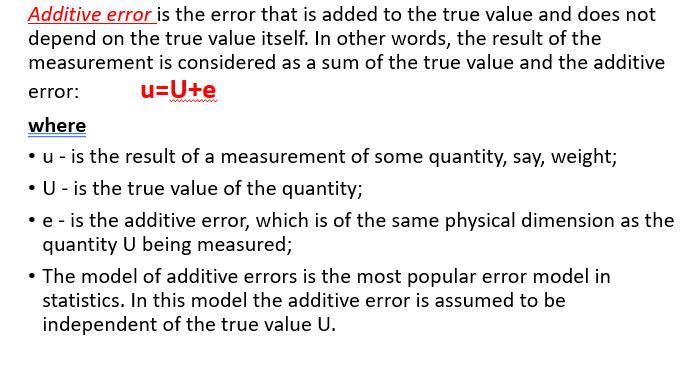 Additive error is the error that is added to the true value and does not
depend on the true value itself. In other words, the result of the
measurement is considered as a sum of the true value and the additive
error: u=U+e
where
• u - is the result of a measurement of some quantity, say, weight;
• U - is the true value of the quantity;
• e - is the additive error, which is of the same physical dimension as the
quantity U being measured;
• The model of additive errors is the most popular error model in
statistics. In this model the additive error is assumed to be
independent of the true value U.